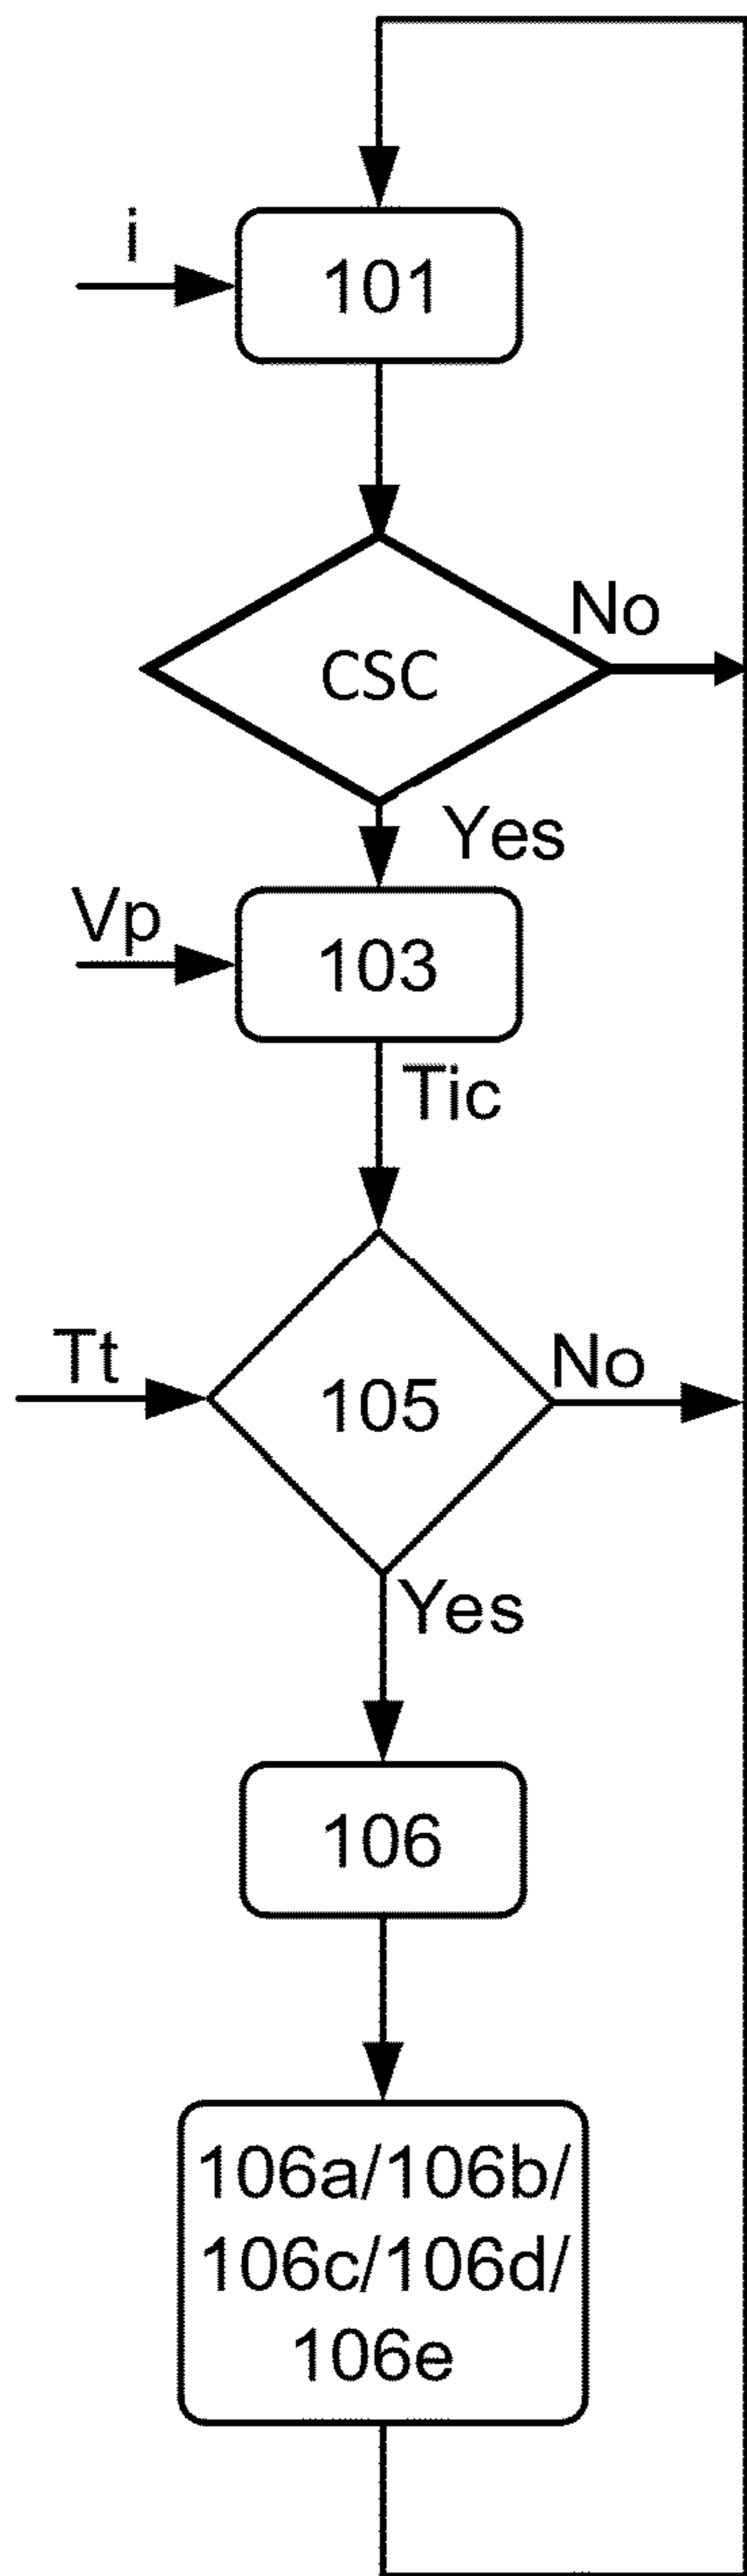 i
101
No
CSC
Yes
Vp
103
Tic
Tt
No
105
Yes
106
106a/106b/
106c/106d/
106e